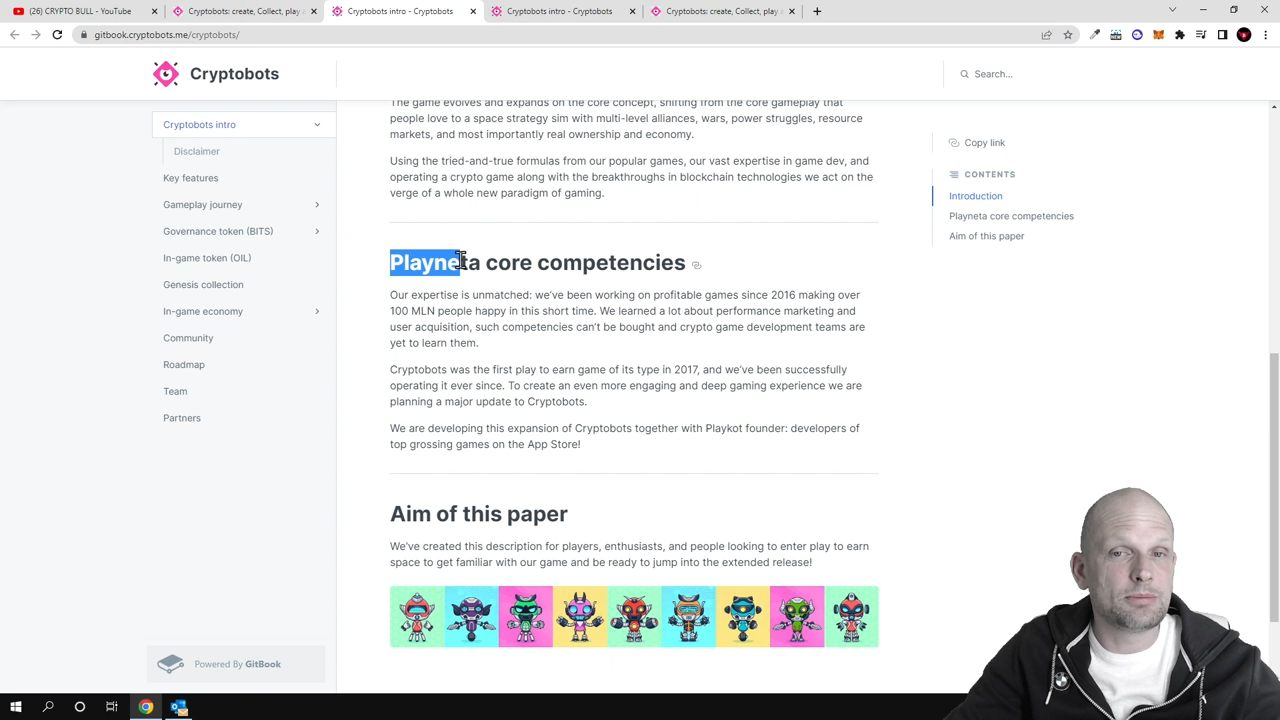 (26) CRYPTO BULL - YouTube
Cryptobots: create, Collect, play a
Cryptobots intro - Cryptobots
Cryptobots intro - Cryptobots
Cryptobots: create, Collect, play a
gitbook.cryptobots.me/cryptobots/
Cryptobots
Search...
Cryptobots intro
Disclaimer
Key features
Gameplay journey
Governance token (BITS)
In-game token (OIL)
Genesis collection
In-game economy
Community
Roadmap
Team
Partners
Powered By GitBook
The game evolves and expands on the core concept, shifting from the core gameplay that
people love to a space strategy sim with multi-level alliances, wars, power struggles, resource
markets, and most importantly real ownership and economy.
Using the tried-and-true formulas from our popular games, our vast expertise in game dev, and
operating a crypto game along with the breakthroughs in blockchain technologies we act on the
verge of a whole new paradigm of gaming.
Playneta core competencies
Our expertise is unmatched: we've been working on profitable games since 2016 making over
100 MLN people happy in this short time. We learned a lot about performance marketing and
user acquisition, such competencies can't be bought and crypto game development teams are
yet to learn them.
Cryptobots was the first play to earn game of its type in 2017, and we've been successfully
operating it ever since. To create an even more engaging and deep gaming experience we are
planning a major update to Cryptobots.
We are developing this expansion of Cryptobots together with Playkot founder: developers of
top grossing games on the App Store!
Aim of this paper
We've created this description for players, enthusiasts, and people looking to enter play to earn
space to get familiar with our game and be ready to jump into the extended release!
Copy link
CONTENTS
Introduction
Playneta core competencies
Aim of this paper